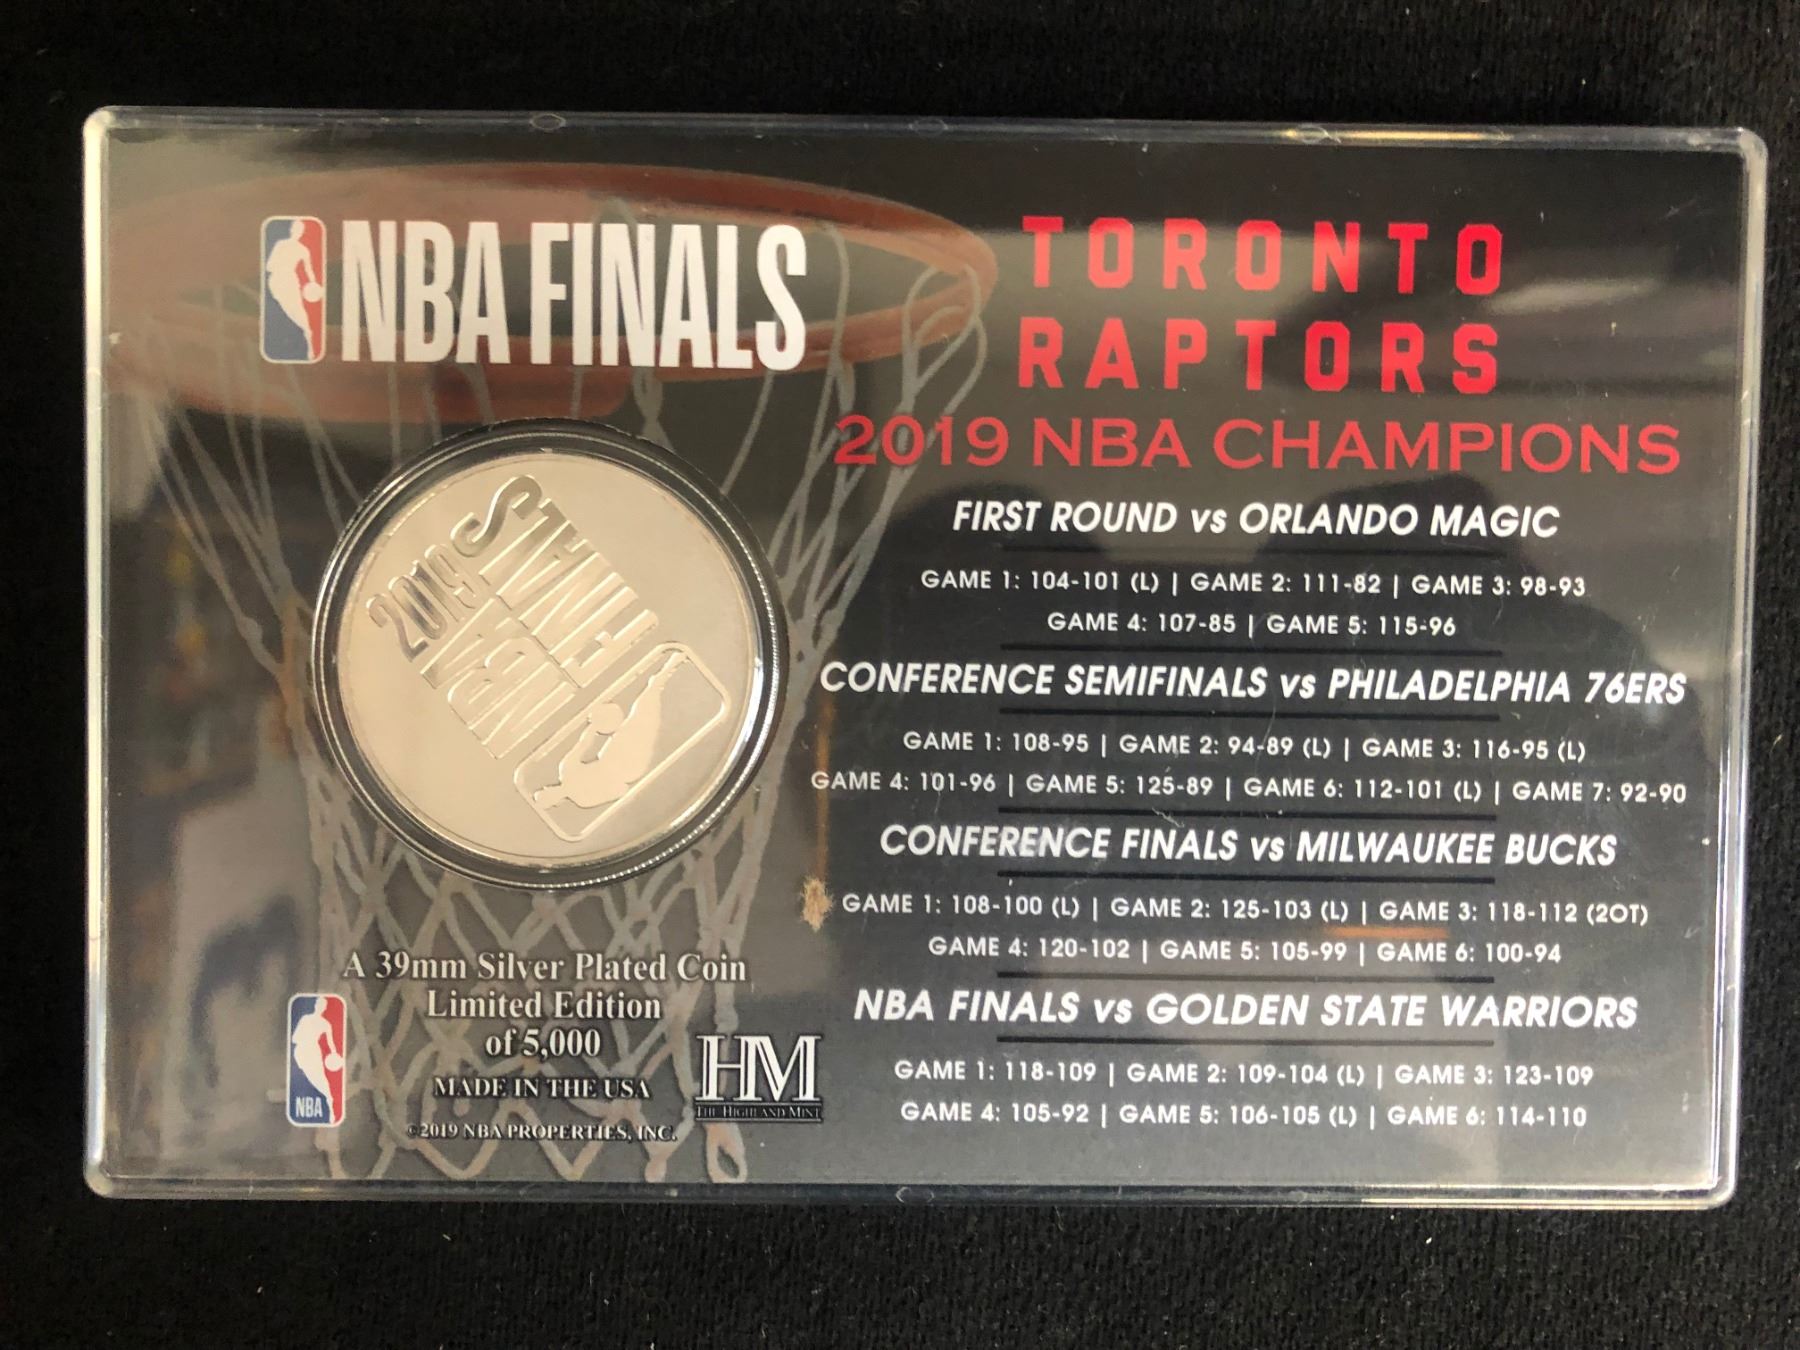 NBA FINALS
TORONTO
RAPTORS
2019 NBA CHAMPIONS
FIRST ROUND vs ORLANDO MAGIC
GAME 1: 104-101 (L) | GAME 2: 111-82 | GAME 3: 98-93
GAME 4: 107-85 | GAME 5: 115-96
CONFERENCE SEMIFINALS vs PHILADELPHIA 76ERS
GAME 1: 108-95 | GAME 2: 94-89 (L) | GAME 3: 116-95 (L)
GAME 4: 101-96 | GAME 5: 125-89 | GAME 6: 112-101 (L) | GAME 7: 92-90
CONFERENCE FINALS vs MILWAUKEE BUCKS
GAME 1: 108-100 (L) | GAME 2: 125-103 (L) | GAME 3: 118-112 (2OT)
GAME 4: 120-102 | GAME 5: 105-99 | GAME 6: 100-94
NBA FINALS vs GOLDEN STATE WARRIORS
GAME 1: 118-109 | GAME 2: 109-104 (L) | GAME 3: 123-109
GAME 4: 105-92 | GAME 5: 106-105 (L) | GAME 6: 114-110
NBA
FINALS
2019
A 39mm Silver Plated Coin
Limited Edition
of 5,000
MADE IN THE USA
©2019 NBA PROPERTIES, INC.
NBA
HM
THE HIGHLAND MINT